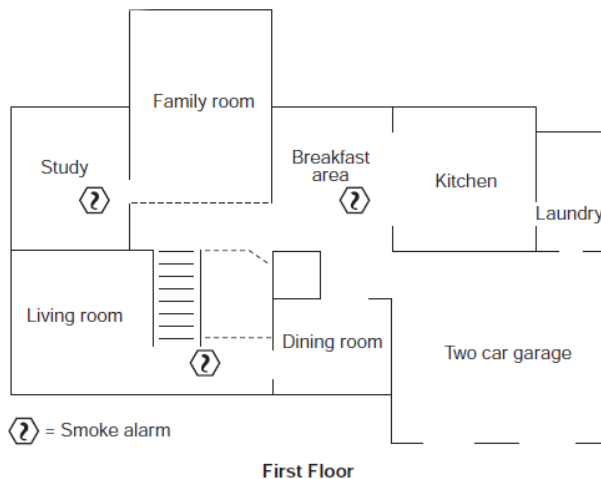 Family room
Study
Breakfast
area
Kitchen
Laundry
Living room
Dining room
Two car garage
= Smoke alarm
First Floor